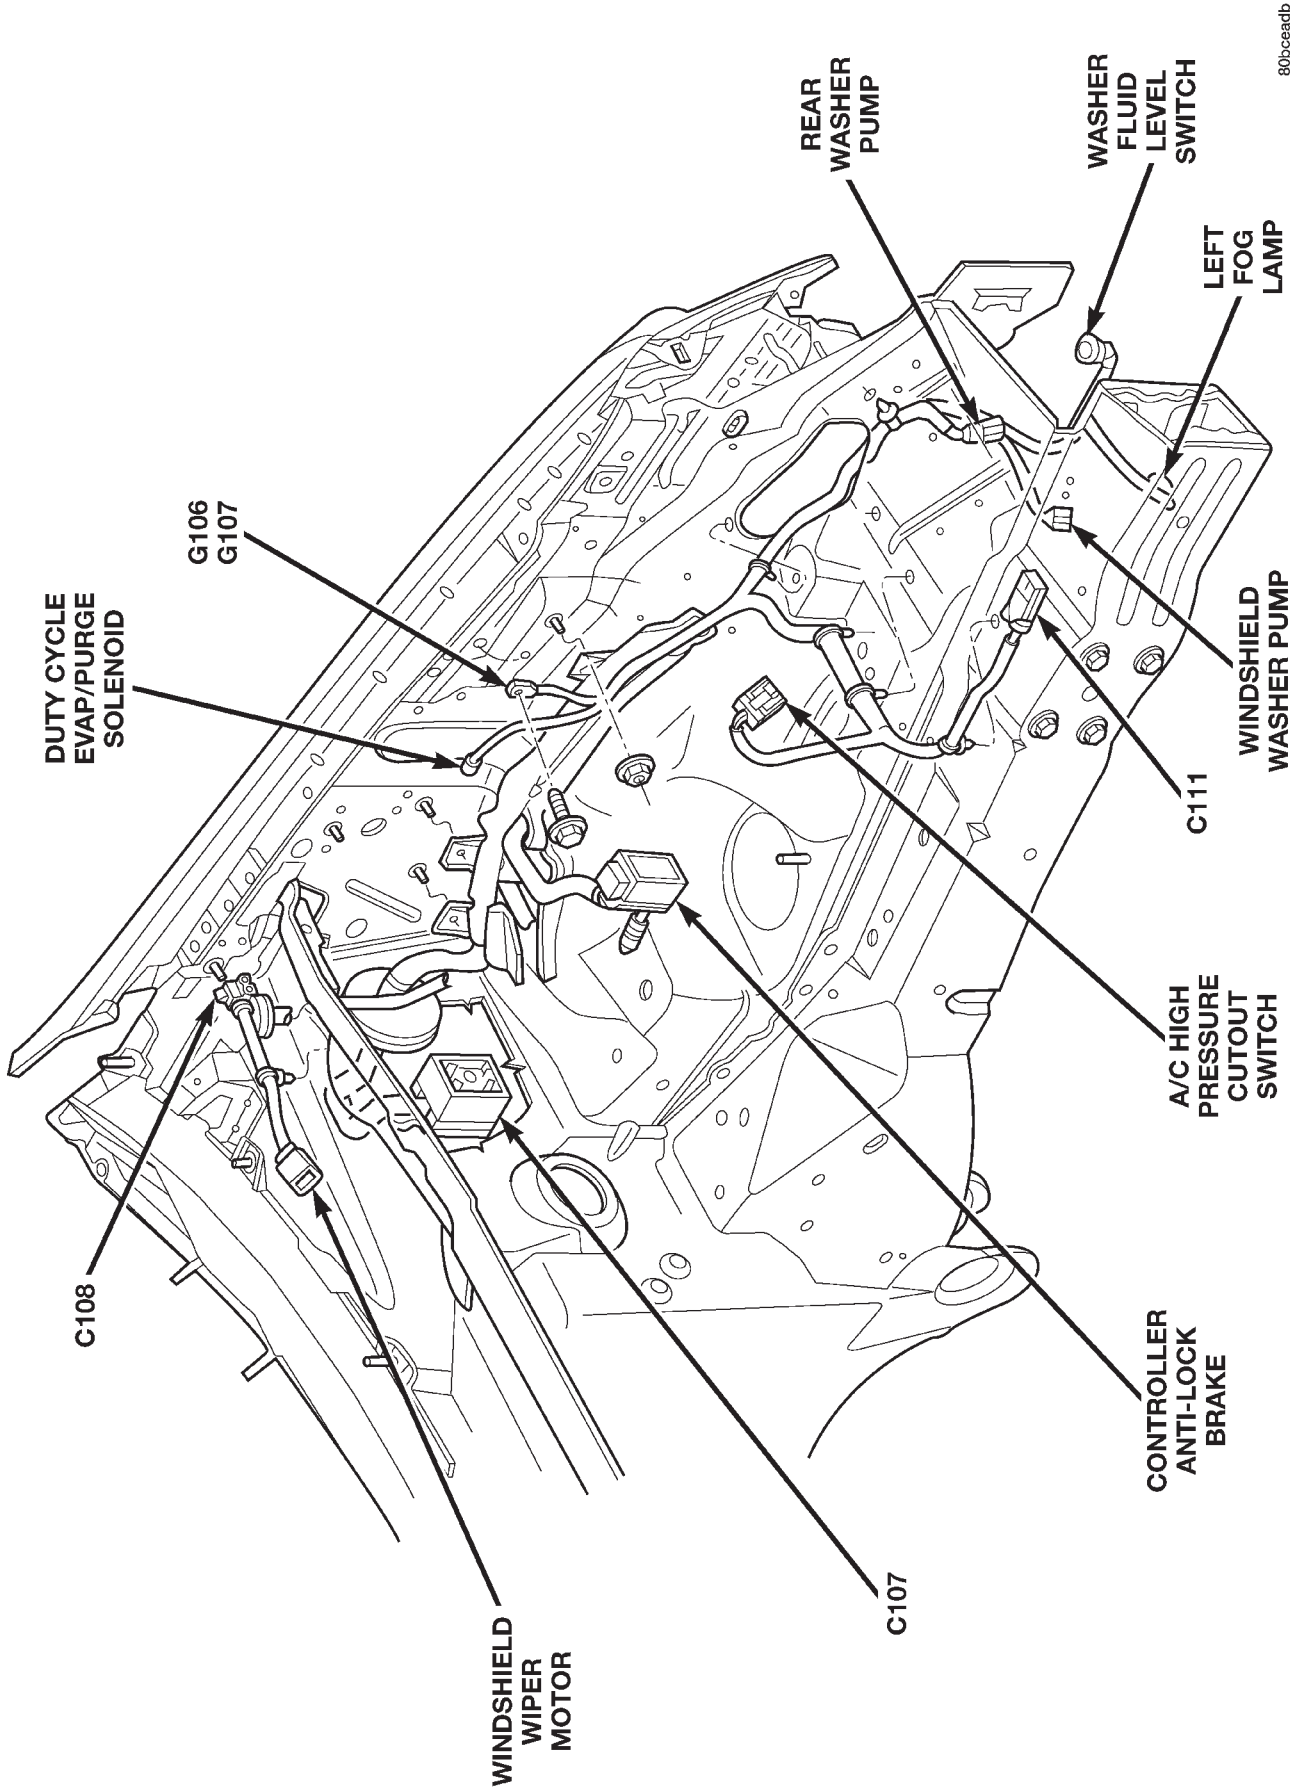 C108
DUTY CYCLE
EVAP/PURGE
SOLENOID
G106
G107
WINDSHIELD
WIPER
MOTOR
C107
REAR
WASHER
PUMP
WASHER
FLUID
LEVEL
SWITCH
CONTROLLER
ANTI-LOCK
BRAKE
A/C HIGH
PRESSURE
CUTOUT
SWITCH
C111
WINDSHIELD
WASHER PUMP
LEFT
FOG
LAMP
80bceadb